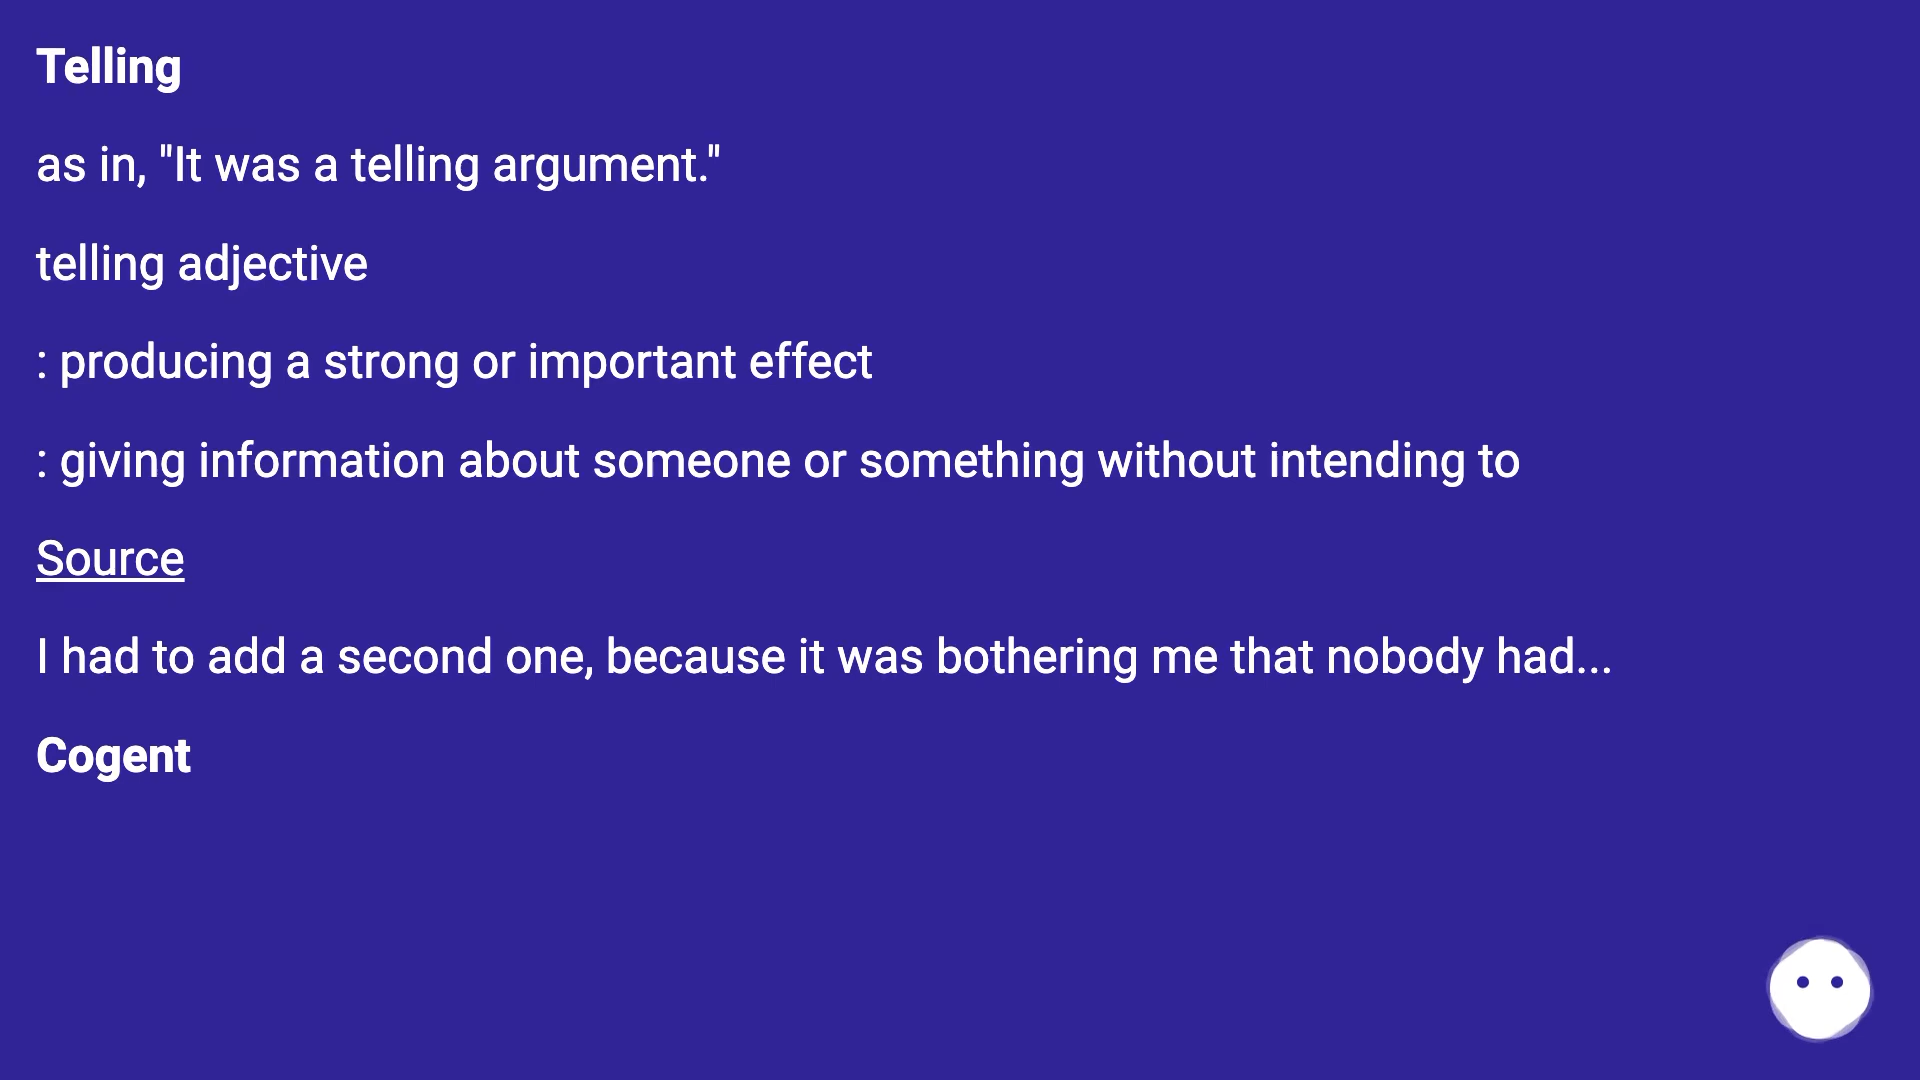 Telling
as in, "It was a telling argument."
telling adjective
: producing a strong or important effect
: giving information about someone or something without intending to
Source
I had to add a second one, because it was bothering me that nobody had...
Cogent